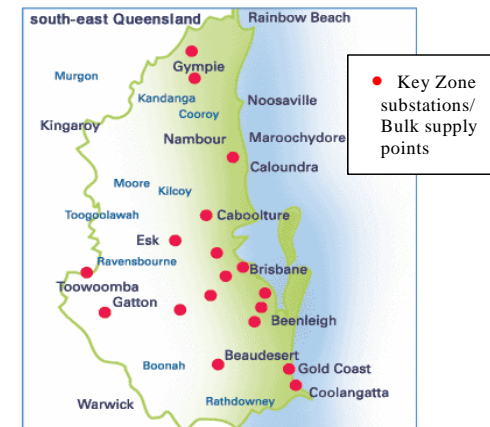 south-east Queensland
Rainbow Beach
Gympie
Murgon
Kandanga
Noosaville
Cooroy
Kingaroy
Nambour
Maroochydore
Caloundra
Moore
Kilcoy
Toogoolawah
Caboolture
Esk
Ravensbourne
Brisbane
Toowoomba
Gatton
Beenleigh
Beaudesert
Boonah
Gold Coast
Coolangatta
Warwick
Rathdowney
Key Zone
substations/
Bulk supply
points